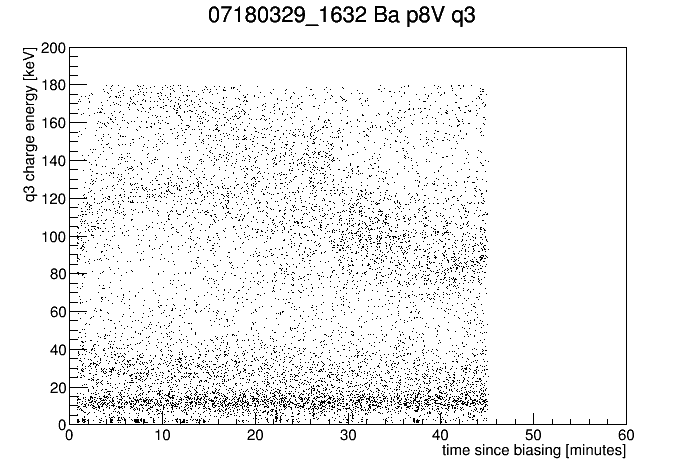 07180329_1632 Ba p8V q3
q3 charge energy [keV]
200
180
160
140
120
100
80
60
40
20
0
0 10 20 30 40 50 60
time since biasing [minutes]